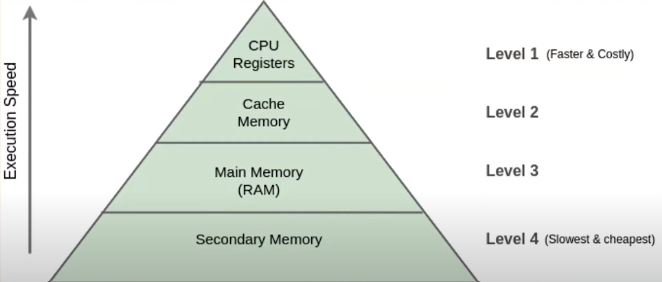 Execution Speed
CPU
Registers
Level 1 (Faster & Costly)
Cache
Memory
Level 2
Main Memory
(RAM)
Level 3
Secondary Memory
Level 4 (Slowest & cheapest)